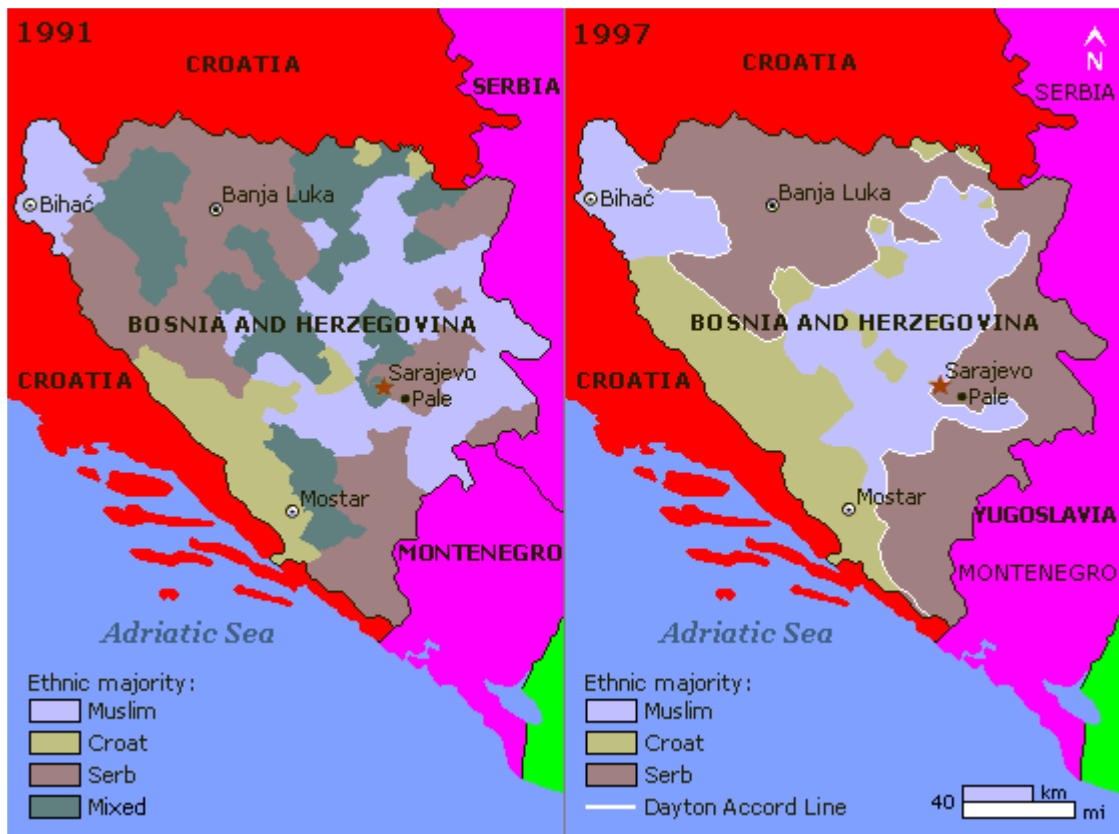 1991
CROATIA
SERBIA
Bihać
Banja Luka
BOSNIA AND HERZEGOVINA
CROATIA
Sarajevo
Pale
Mostar
MONTENEGRO
Adriatic Sea
Ethnic majority:
Muslim
Croat
Serb
Mixed
1997
N
CROATIA
SERBIA
Bihać
Banja Luka
BOSNIA AND HERZEGOVINA
CROATIA
Sarajevo
Pale
Mostar
YUGOSLAVIA
MONTENEGRO
Adriatic Sea
Ethnic majority:
Muslim
Croat
Serb
Dayton Accord Line
40 km
mi